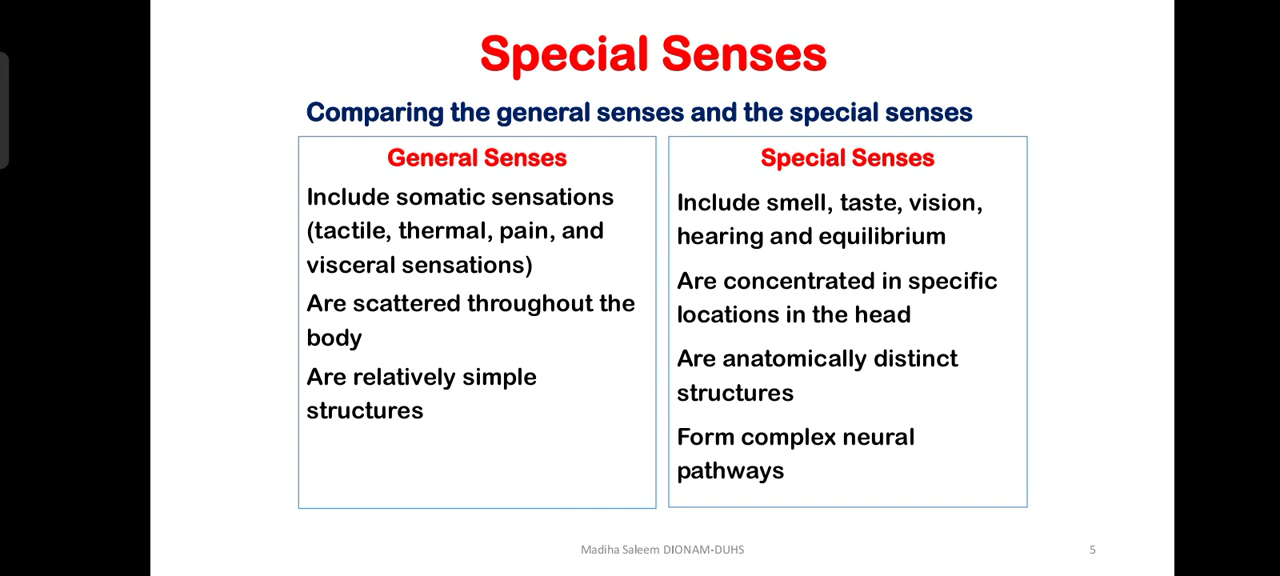 Special Senses
Comparing the general senses and the special senses
General Senses
Include somatic sensations
(tactile, thermal, pain, and
visceral sensations)
Are scattered throughout the
body
Are relatively simple
structures
Special Senses
Include smell, taste, vision,
hearing and equilibrium
Are concentrated in specific
locations in the head
Are anatomically distinct
structures
Form complex neural
pathways
Madiha Saleem DIONAM-DUHS
5